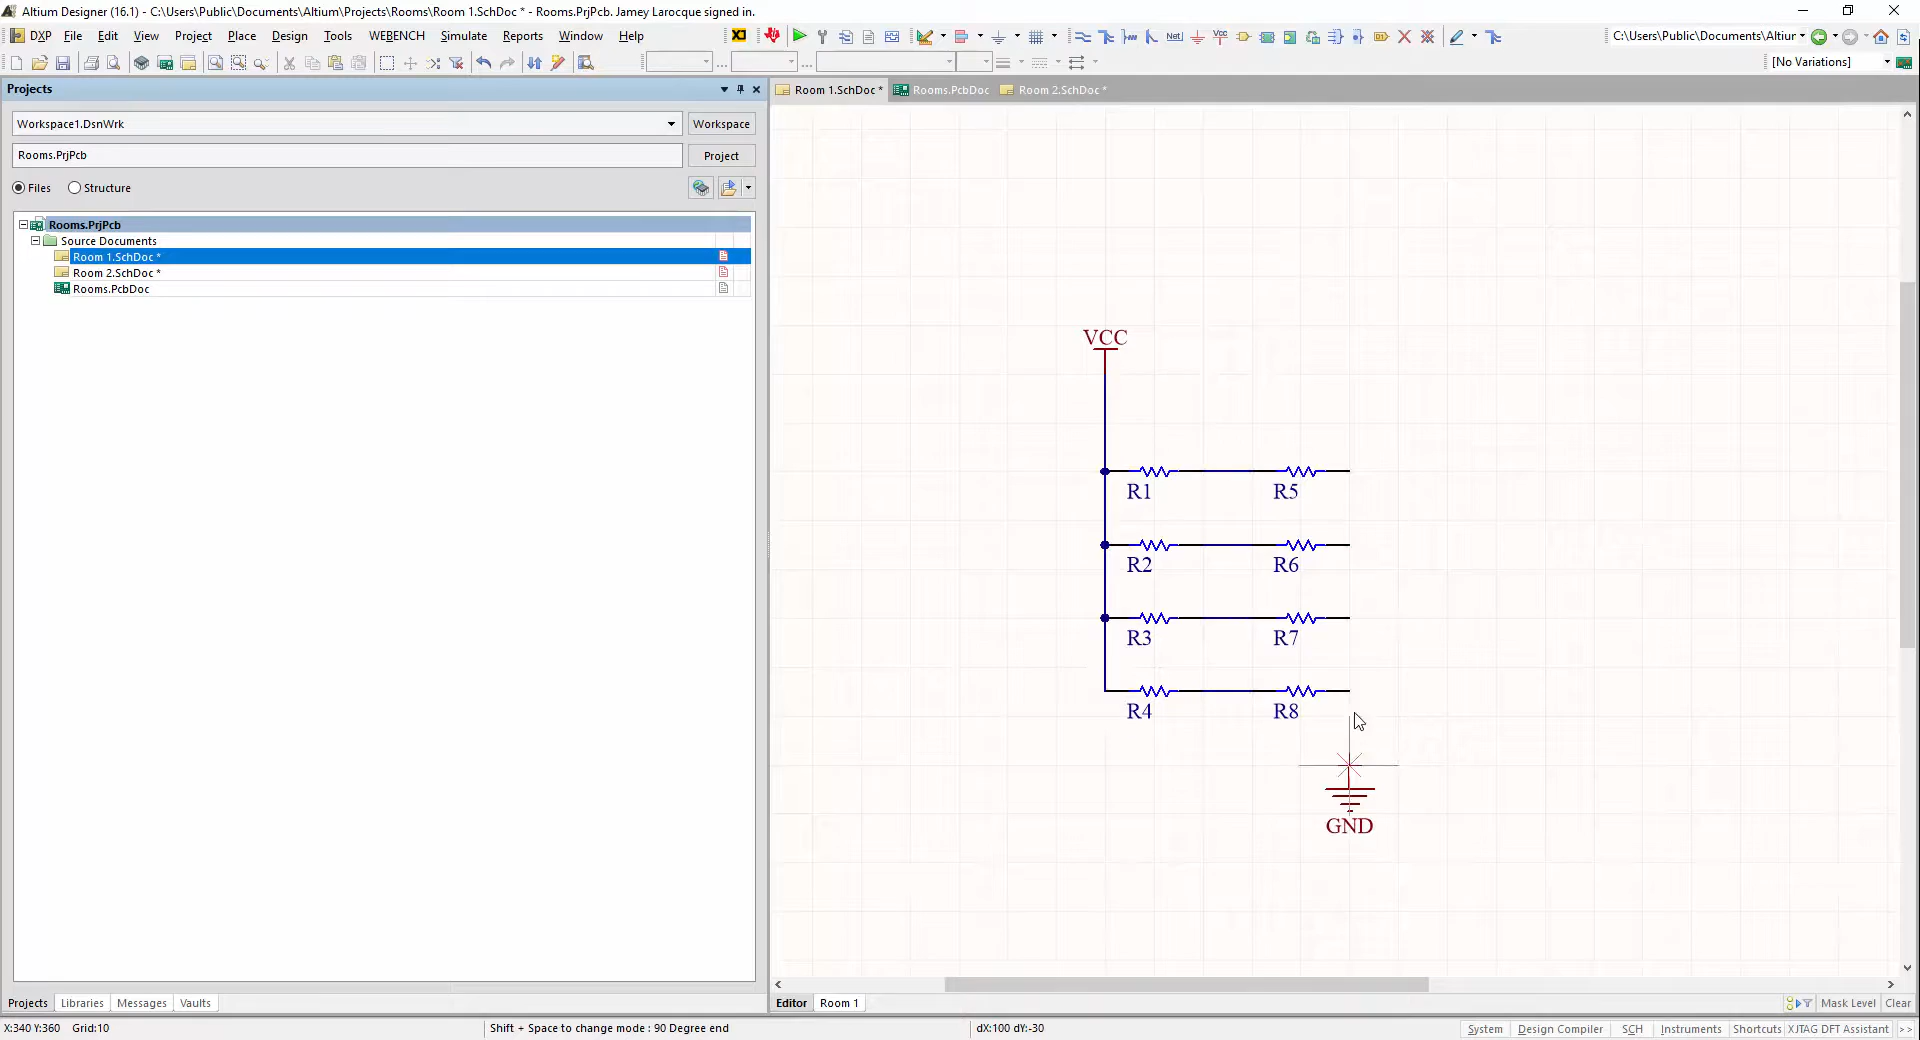 Altium Designer (16.1) - C:\Users\Public\Documents\Altium\Projects\Rooms\Room 1.SchDoc * - Rooms.PrjPcb. Jamey Larocque signed in.
DXP File Edit View Project Place Design Tools WEBENCH Simulate Reports Window Help
Net Vcc
C:\Users\Public\Documents\Altium
[No Variations]
Projects
Workspace1.DsnWrk
Workspace
Rooms.PrjPcb
Project
Files Structure
Rooms.PrjPcb
Source Documents
Room 1.SchDoc *
Room 2.SchDoc *
Rooms.PcbDoc
Projects Libraries Messages Vaults
Room 1.SchDoc * Rooms.PcbDoc Room 2.SchDoc *
VCC
R1 R5
R2 R6
R3 R7
R4 R8
GND
Editor Room 1
Mask Level Clear
X:340 Y:360 Grid:10
Shift + Space to change mode : 90 Degree end
dX:100 dY:-30
System Design Compiler SCH Instruments Shortcuts XJTAG DFT Assistant >>